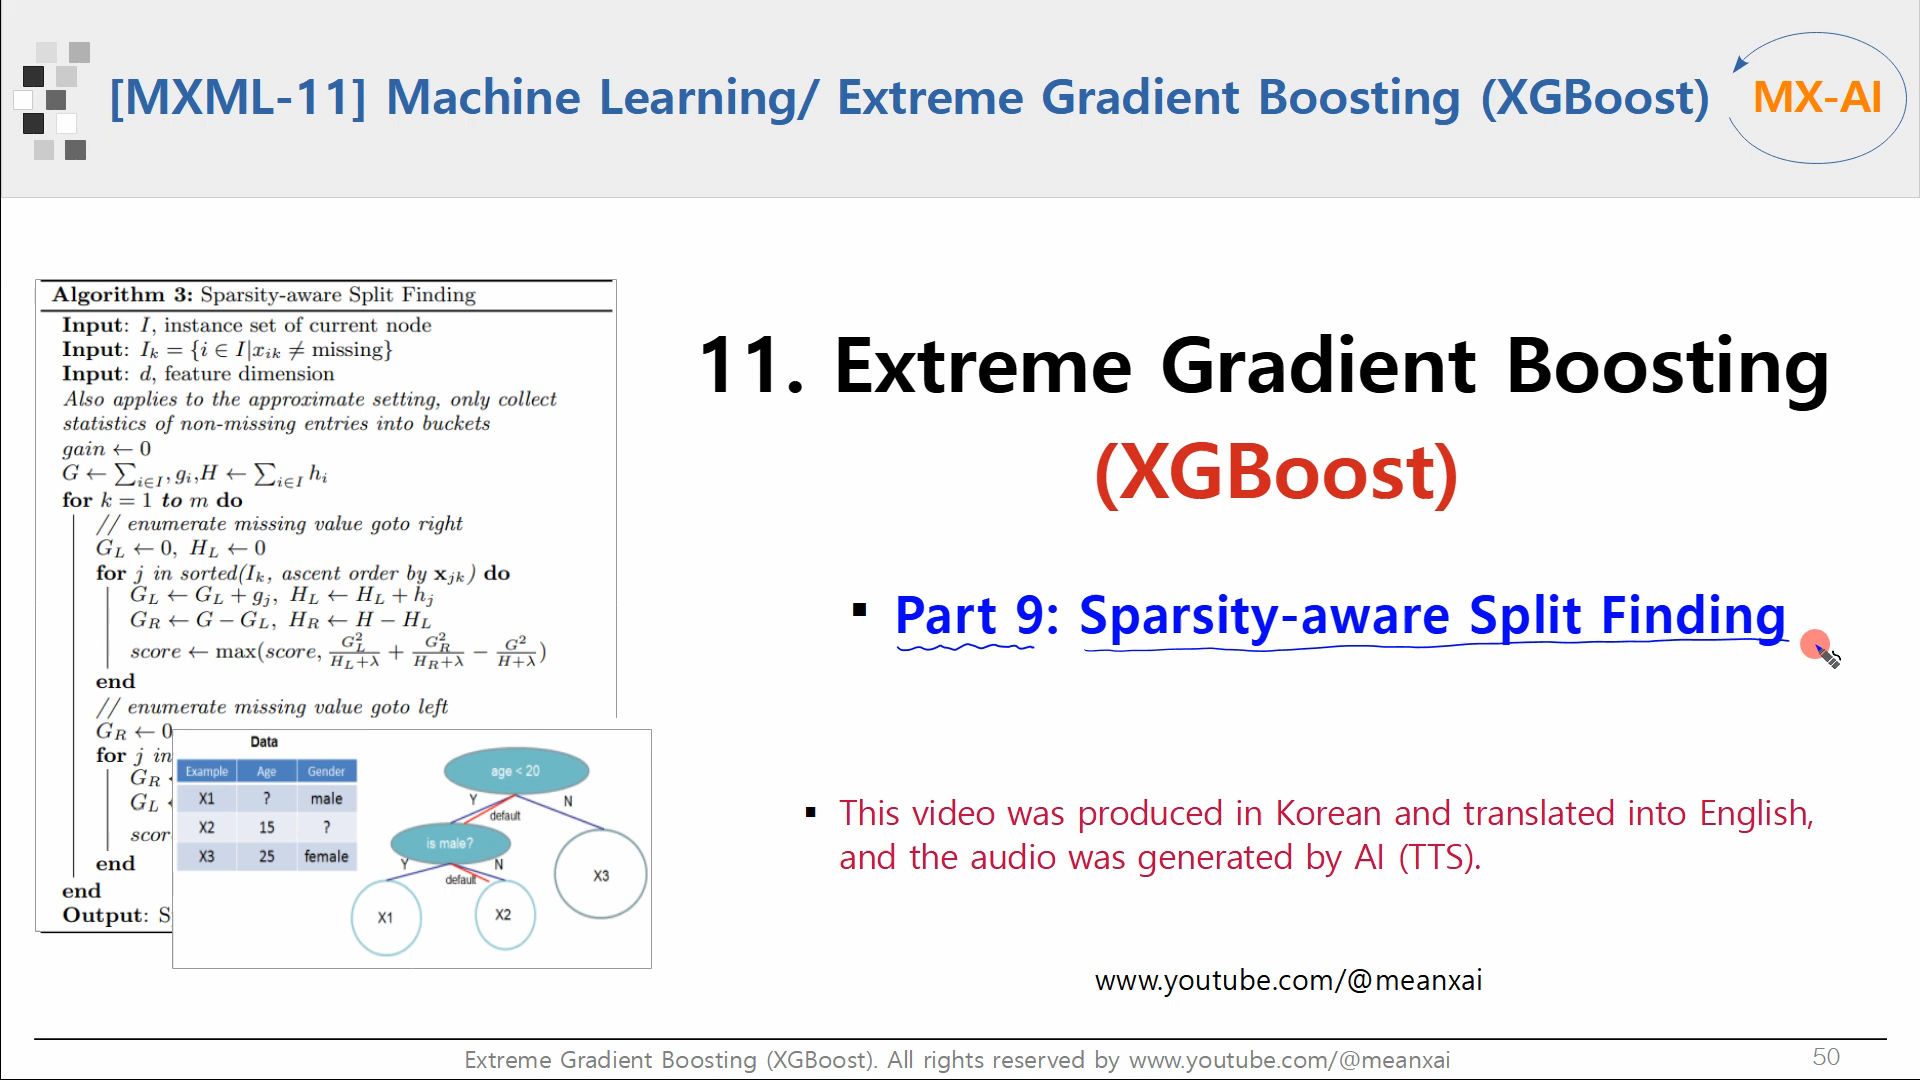 [MXML-11] Machine Learning/ Extreme Gradient Boosting (XGBoost)
MX-AI
Algorithm 3: Sparsity-aware Split Finding
Input: I, instance set of current node
Input: I_k = {i ∈ I|x_ik ≠ missing}
Input: d, feature dimension
Also applies to the approximate setting, only collect
statistics of non-missing entries into buckets
gain ← 0
G ← ∑_{i∈I}, g_i, H ← ∑_{i∈I} h_i
for k = 1 to m do
// enumerate missing value goto right
G_L ← 0, H_L ← 0
for j in sorted(I_k, ascent order by x_jk) do
G_L ← G_L + g_j, H_L ← H_L + h_j
G_R ← G − G_L, H_R ← H − H_L
score ← max(score, G_L^2/(H_L+λ) + G_R^2/(H_R+λ) − G^2/(H+λ))
end
// enumerate missing value goto left
G_R ← 0
for j in
G_R
G_L
scor
end
end
Output: S
Data
Example Age Gender
X1 ? male
X2 15 ?
X3 25 female
age < 20
Y
N
default
is male?
Y
N
default
X1
X2
X3
11. Extreme Gradient Boosting
(XGBoost)
▪ Part 9: Sparsity-aware Split Finding
▪ This video was produced in Korean and translated into English,
and the audio was generated by AI (TTS).
www.youtube.com/@meanxai
Extreme Gradient Boosting (XGBoost). All rights reserved by www.youtube.com/@meanxai
50